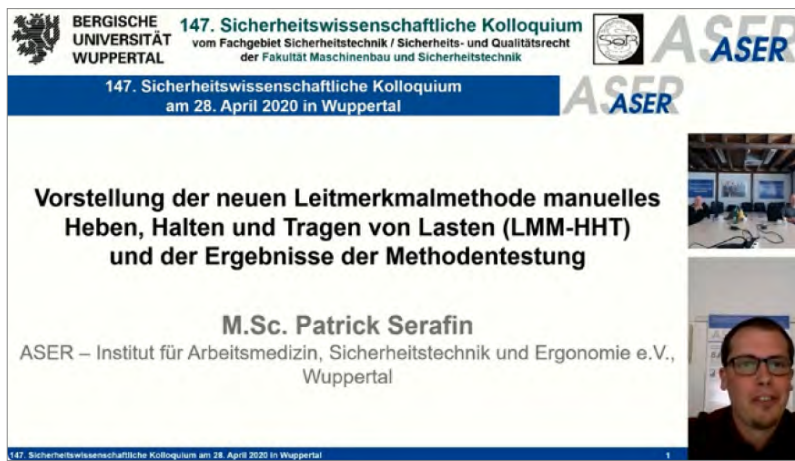 BERGISCHE
UNIVERSITÄT
WUPPERTAL
147. Sicherheitswissenschaftliche Kolloquium
vom Fachgebiet Sicherheitstechnik / Sicherheits- und Qualitätsrecht
der Fakultät Maschinenbau und Sicherheitstechnik
ASER
ASER
147. Sicherheitswissenschaftliche Kolloquium
am 28. April 2020 in Wuppertal
ASER
ASER
Vorstellung der neuen Leitmerkmalmethode manuelles
Heben, Halten und Tragen von Lasten (LMM-HHT)
und der Ergebnisse der Methodentestung
M.Sc. Patrick Serafin
ASER – Institut für Arbeitsmedizin, Sicherheitstechnik und Ergonomie e.V.,
Wuppertal
147. Sicherheitswissenschaftliche Kolloquium am 28. April 2020 in Wuppertal
1